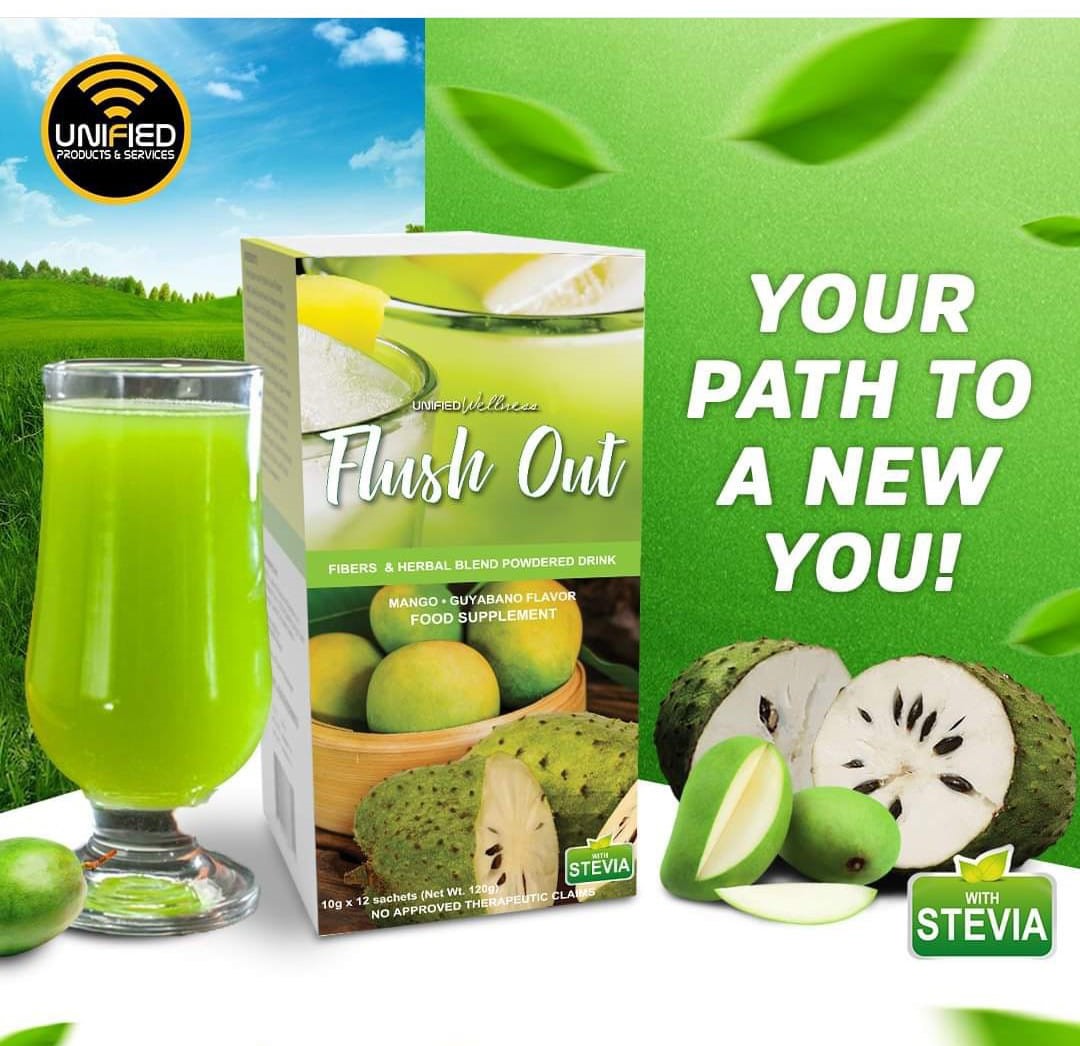 UNIFIED
PRODUCTS & SERVICES
YOUR
PATH TO
A NEW
YOU!
UNIFIED Wellness
Flush Out
FIBERS & HERBAL BLEND POWDERED DRINK
MANGO • GUYABANO FLAVOR
FOOD SUPPLEMENT
WITH
STEVIA
10g x 12 sachets (Net Wt. 120g)
NO APPROVED THERAPEUTIC CLAIMS
WITH
STEVIA